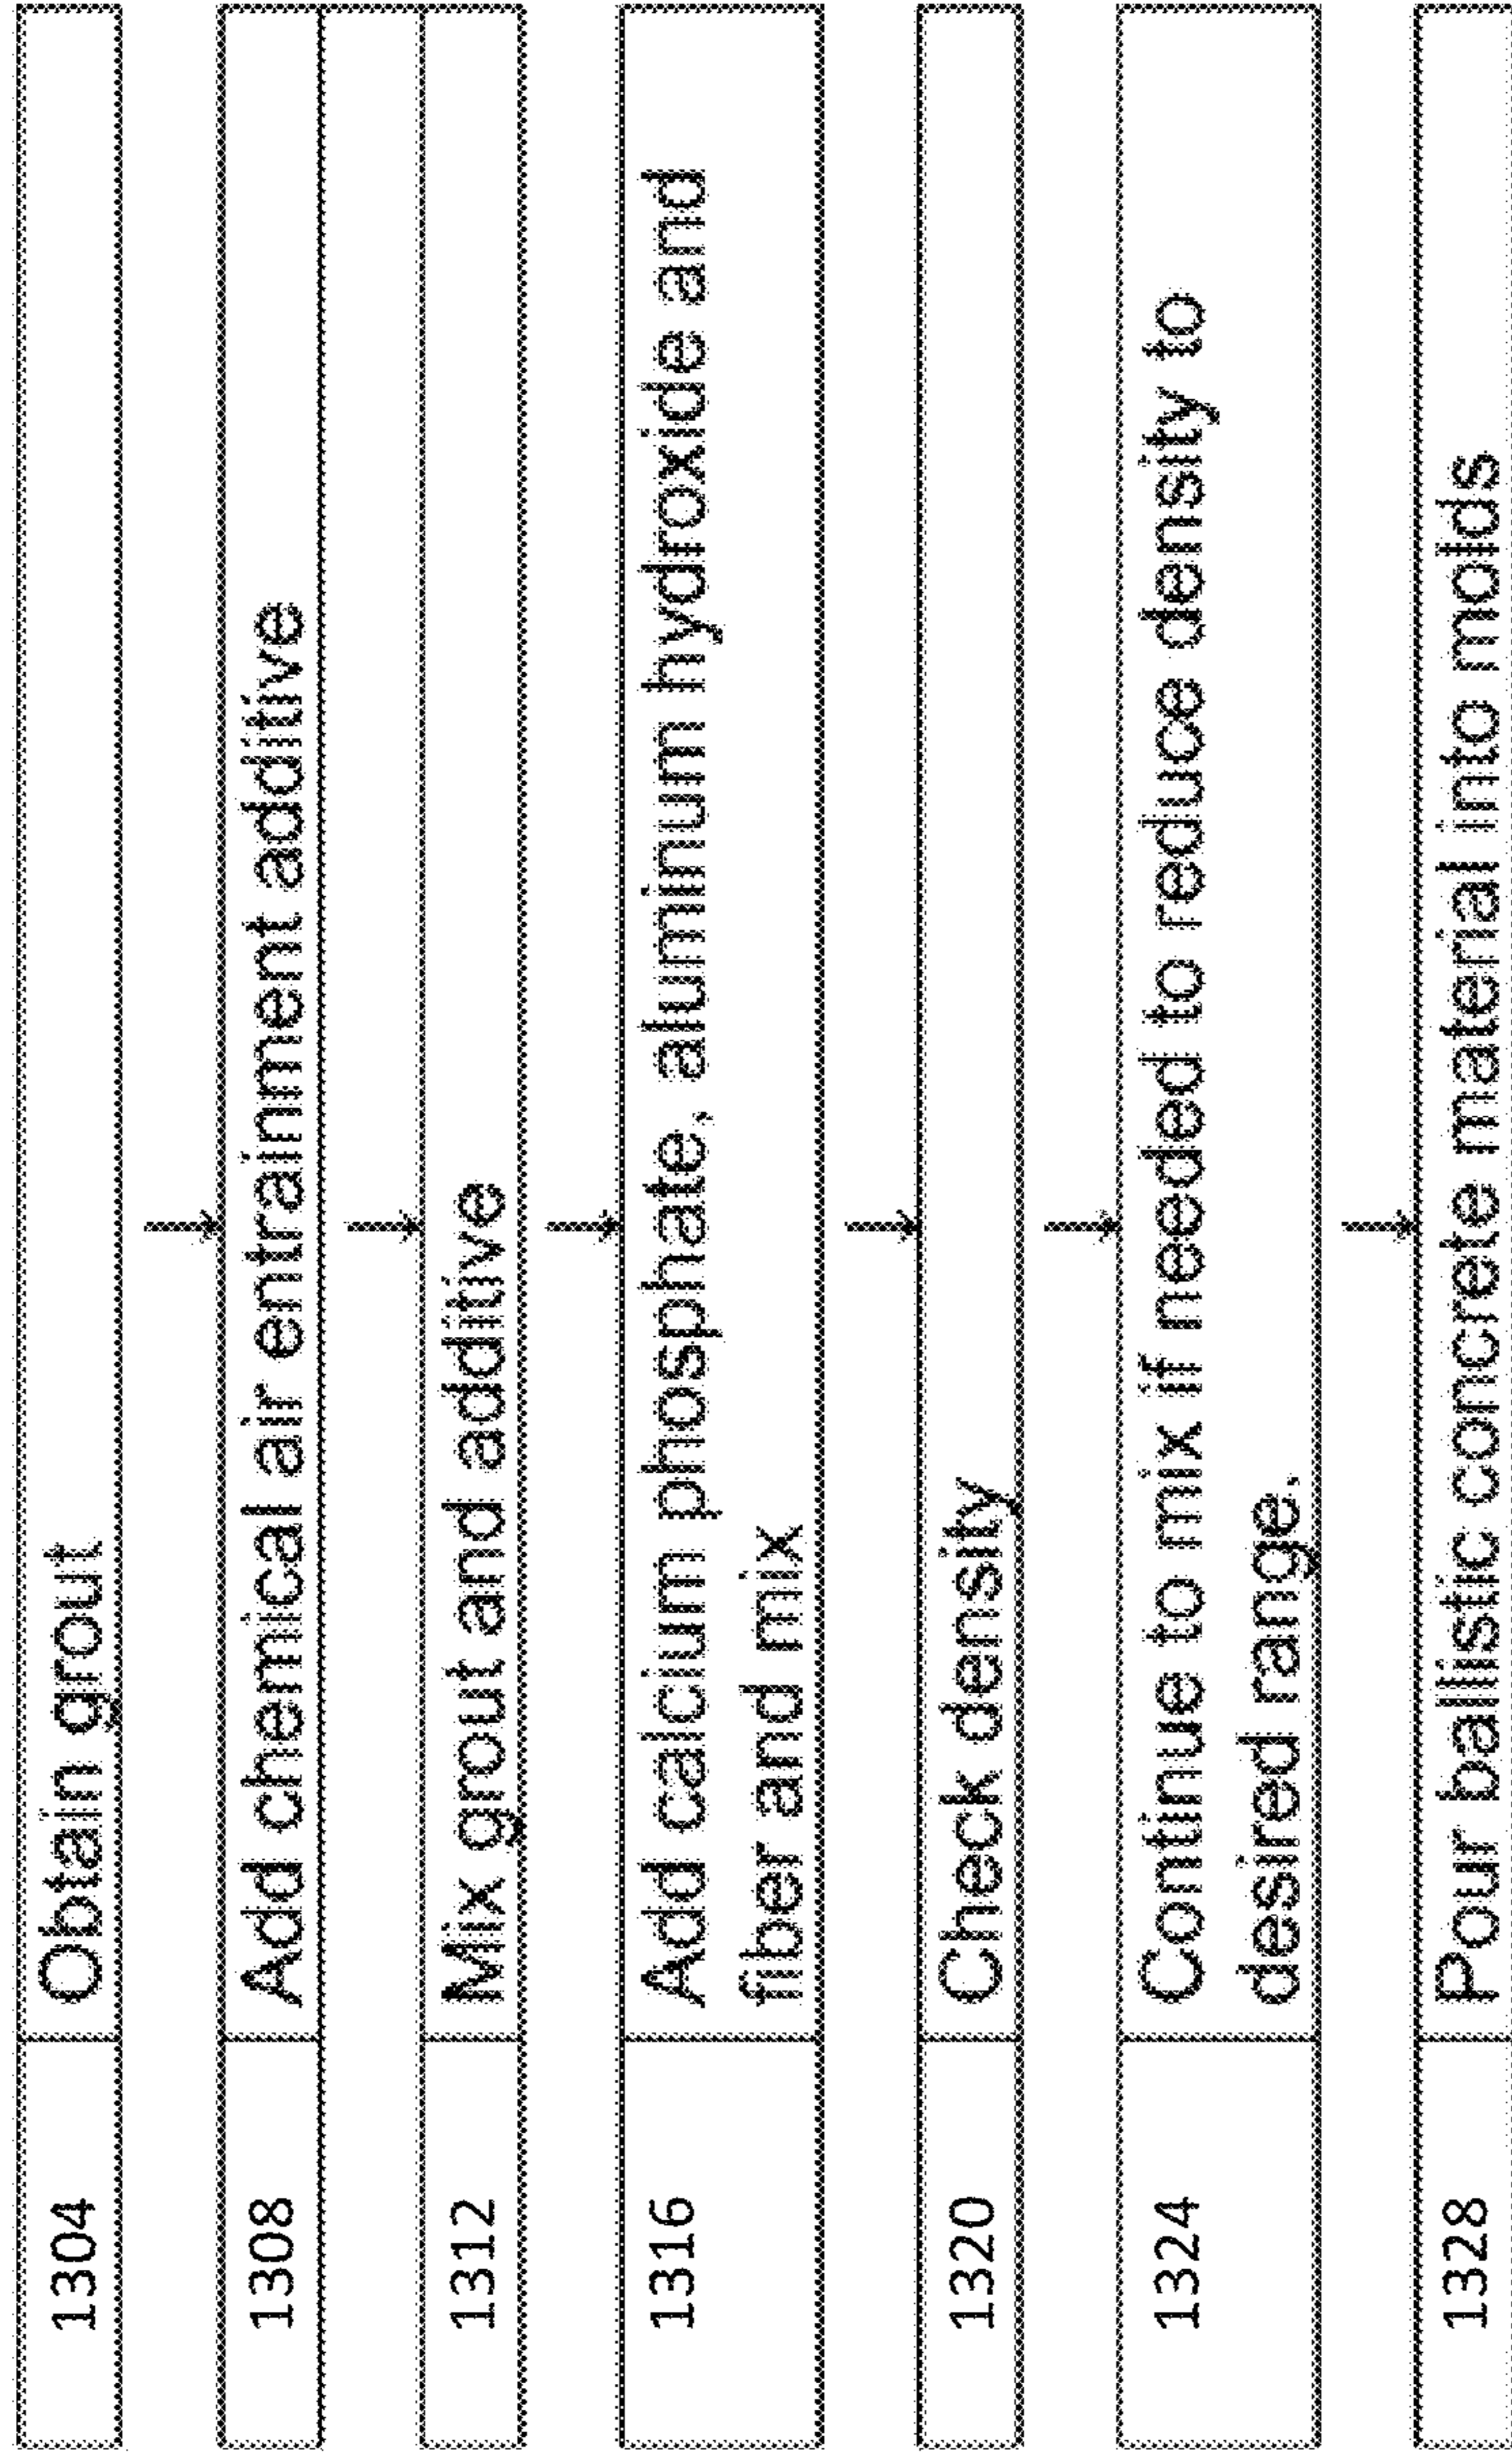 1304 Obtain grout
1308 Add chemical air entrainment additive
1312 Mix grout and additive
1316 Add calcium phosphate, aluminum hydroxide and
fiber and mix
1320 Check density
1324 Continue to mix if needed to reduce density to
desired range.
1328 Pour ballistic concrete material into molds